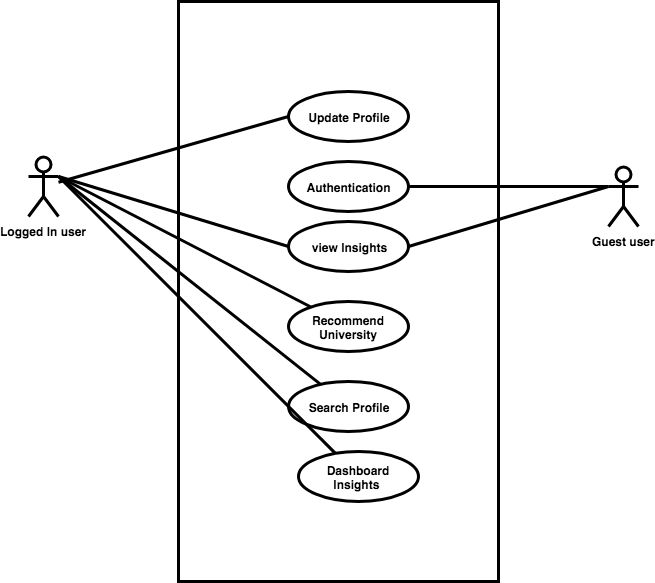 Update Profile
Authentication
Logged In user
Guest user
view Insights
Recommend
University
Search Profile
Dashboard
Insights